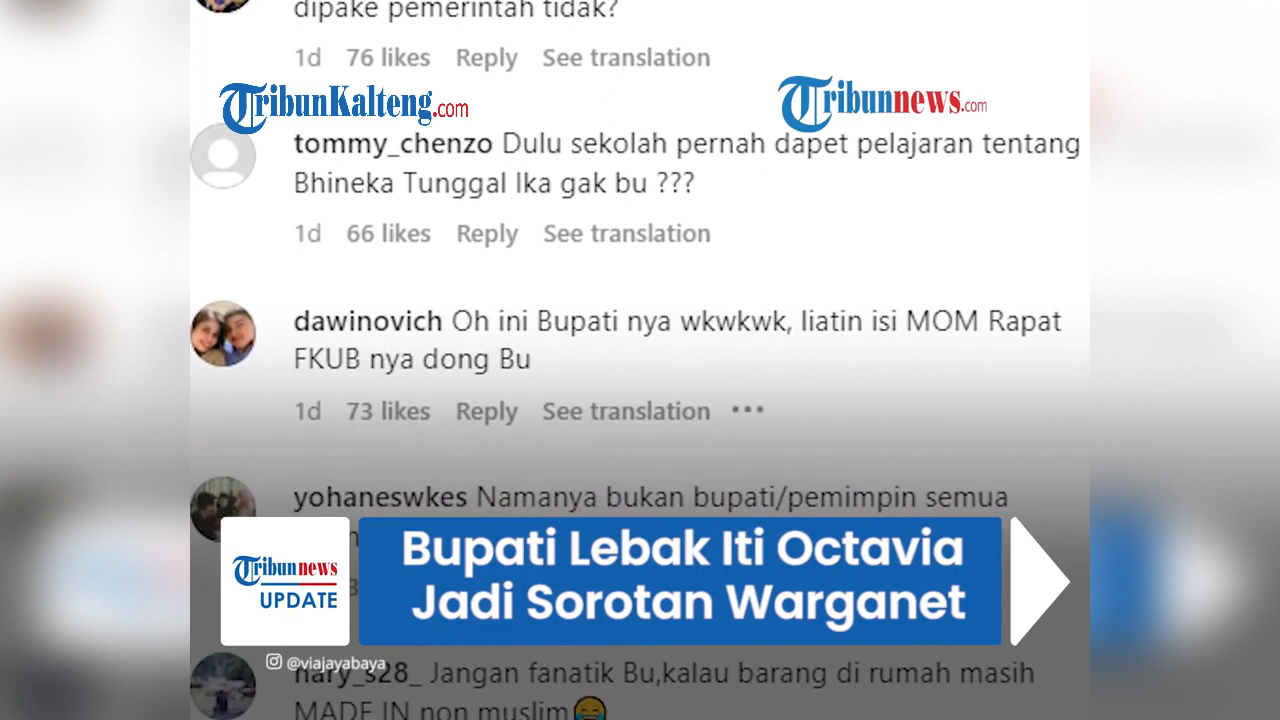 dipake pemerintah tidak?
1d 76 likes Reply See translation
TribunKalteng.com
Tribunnews.com
tommy_chenzo Dulu sekolah pernah dapet pelajaran tentang
Bhineka Tunggal Ika gak bu ???
1d 66 likes Reply See translation
dawinovich Oh ini Bupati nya wkwkwk, liatin isi MOM Rapat
FKUB nya dong Bu
1d 73 likes Reply See translation •••
yohaneswkes Namanya bukan bupati/pemimpin semua
Bupati Lebak Iti Octavia
Jadi Sorotan Warganet
Tribunnews
UPDATE
@viajayabaya
hary_s28_ Jangan fanatik Bu,kalau barang di rumah masih
MADE IN non muslim😂